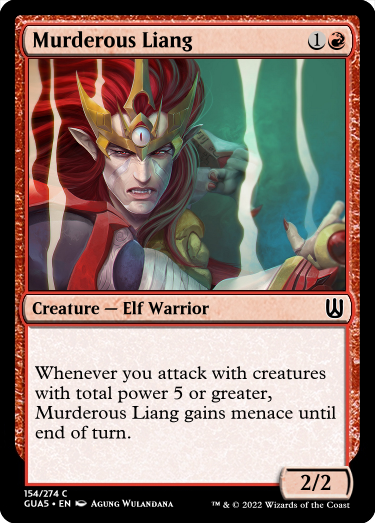 Murderous Liang 1
Creature — Elf Warrior
Whenever you attack with creatures
with total power 5 or greater,
Murderous Liang gains menace until
end of turn.
2/2
154/274 C
GUA5 • EN Agung Wulandana ™ & © 2022 Wizards of the Coast